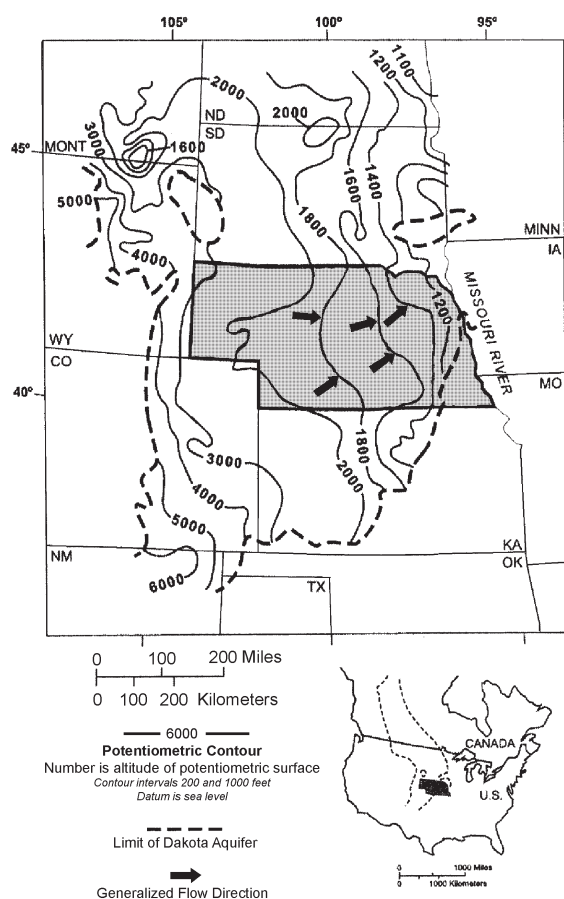 105° 100° 95°
1100
1200
2000
3000
ND
2000
SD
MONT
1600
45°
1400
1600
5000
1800
MINN
IA
4000
1200
MISSOURI RIVER
WY
CO
MO
40°
3000
1800
2000
4000
5000
NM
KA
OK
6000
TX
0 100 200 Miles
0 100 200 Kilometers
6000
Potentiometric Contour
Number is altitude of potentiometric surface
Contour intervals 200 and 1000 feet
Datum is sea level
Limit of Dakota Aquifer
Generalized Flow Direction
CANADA
U.S.
0 1000 Miles
0 1000 Kilometers